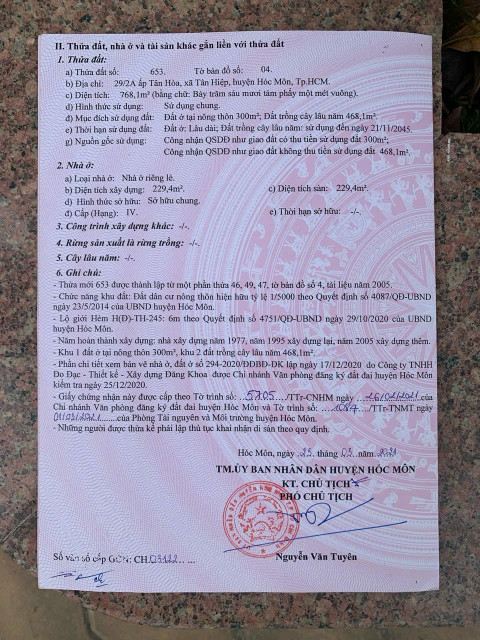 II. Thửa đất, nhà ở và tài sản khác gắn liền với thửa đất
1. Thửa đất:
a) Thửa đất số: 653. Tờ bản đồ số: 04.
b) Địa chỉ: 29/2A ấp Tân Hòa, xã Tân Hiệp, huyện Hóc Môn, Tp.HCM.
c) Diện tích: 768,1m² (bằng chữ: Bảy trăm sáu mươi tám phẩy một mét vuông).
d) Hình thức sử dụng: Sử dụng chung.
đ) Mục đích sử dụng đất: Đất ở tại nông thôn 300m²; Đất trồng cây lâu năm 468,1m².
e) Thời hạn sử dụng đất: Đất ở: Lâu dài; Đất trồng cây lâu năm: sử dụng đến ngày 21/11/2045.
g) Nguồn gốc sử dụng: Công nhận QSDĐ như giao đất có thu tiền sử dụng đất 300m²;
Công nhận QSDĐ như giao đất không thu tiền sử dụng đất 468,1m².
2. Nhà ở:
a) Loại nhà ở: Nhà ở riêng lẻ.
b) Diện tích xây dựng: 229,4m². c) Diện tích sàn: 229,4m².
d) Hình thức sở hữu: Sở hữu chung.
đ) Cấp (Hạng): IV. e) Thời hạn sở hữu: -/-.
3. Công trình xây dựng khác: -/-.
4. Rừng sản xuất là rừng trồng: -/-.
5. Cây lâu năm: -/-.
6. Ghi chú:
- Thửa mới 653 được thành lập từ một phần thửa 46, 49, 47, tờ bản đồ số 4, tài liệu năm 2005.
- Chức năng khu đất: Đất dân cư nông thôn hiện hữu tỷ lệ 1/5000 theo Quyết định số 4087/QĐ-UBND
ngày 23/5/2014 của UBND huyện Hóc Môn.
- Lộ giới Hẻm H(D)-TH-245: 6m theo Quyết định số 4751/QĐ-UBND ngày 29/10/2020 của UBND
huyện Hóc Môn.
- Năm hoàn thành xây dựng: nhà xây dựng năm 1977, năm 1995 xây dựng lại, năm 2005 xây dựng thêm.
- Khu 1 đất ở tại nông thôn 300m², khu 2 đất trồng cây lâu năm 468,1m².
- Phần chi tiết xem bản vẽ nhà ở, đất ở số 294-2020/ĐĐBĐ-ĐK lập ngày 17/12/2020 do Công ty TNHH
Đo Đạc - Thiết kế - Xây Dựng Đăng Khoa được Chi nhánh Văn phòng đăng ký đất đai huyện Hóc Môn
kiểm tra ngày 25/12/2020.
- Giấy chứng nhận này được cấp theo Tờ trình số: 5705 /TTr-CNHM ngày 26/02/2021 của
Chi nhánh Văn phòng đăng ký đất đai huyện Hóc Môn và Tờ trình số: 1084 /TTr-TNMT ngày
01/03/2021 của Phòng Tài nguyên và Môi trường huyện Hóc Môn.
- Những người được thừa kế phải lập thủ tục khai nhận di sản theo quy định.
Hóc Môn, ngày 23 tháng 03 năm 2021
TM.ỦY BAN NHÂN DÂN HUYỆN HÓC MÔN
KT. CHỦ TỊCH
PHÓ CHỦ TỊCH
Nguyễn Văn Tuyên
Số vào sổ cấp GCN: CH.03122